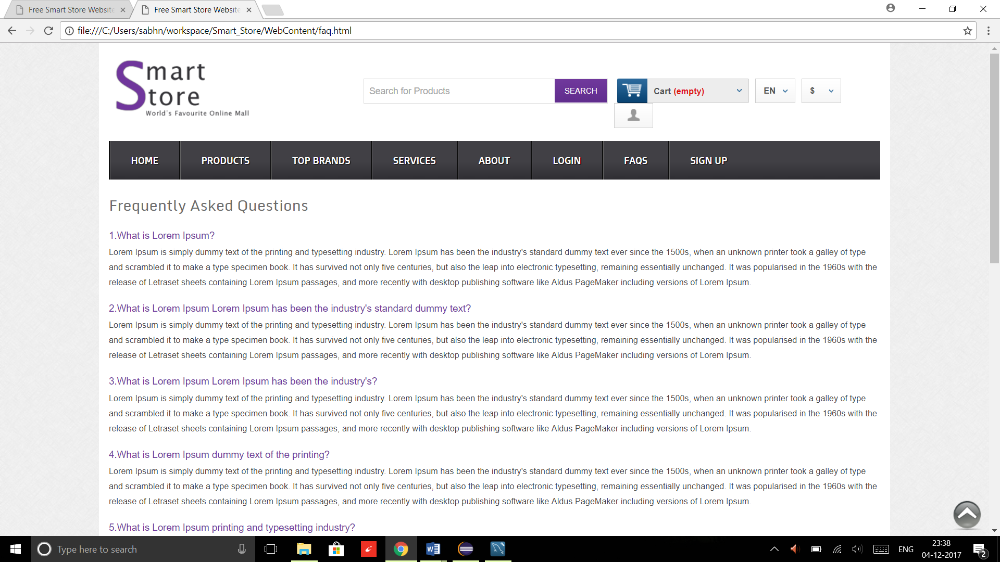 Free Smart Store Website
Free Smart Store Website
file:///C:/Users/sabhn/workspace/Smart_Store/WebContent/faq.html
Smart
Store
World's Favourite Online Mall
Search for Products
SEARCH
Cart (empty)
EN
$
HOME
PRODUCTS
TOP BRANDS
SERVICES
ABOUT
LOGIN
FAQS
SIGN UP
Frequently Asked Questions
1.What is Lorem Ipsum?
Lorem Ipsum is simply dummy text of the printing and typesetting industry. Lorem Ipsum has been the industry's standard dummy text ever since the 1500s, when an unknown printer took a galley of type
and scrambled it to make a type specimen book. It has survived not only five centuries, but also the leap into electronic typesetting, remaining essentially unchanged. It was popularised in the 1960s with the
release of Letraset sheets containing Lorem Ipsum passages, and more recently with desktop publishing software like Aldus PageMaker including versions of Lorem Ipsum.
2.What is Lorem Ipsum Lorem Ipsum has been the industry's standard dummy text?
Lorem Ipsum is simply dummy text of the printing and typesetting industry. Lorem Ipsum has been the industry's standard dummy text ever since the 1500s, when an unknown printer took a galley of type
and scrambled it to make a type specimen book. It has survived not only five centuries, but also the leap into electronic typesetting, remaining essentially unchanged. It was popularised in the 1960s with the
release of Letraset sheets containing Lorem Ipsum passages, and more recently with desktop publishing software like Aldus PageMaker including versions of Lorem Ipsum.
3.What is Lorem Ipsum Lorem Ipsum has been the industry's?
Lorem Ipsum is simply dummy text of the printing and typesetting industry. Lorem Ipsum has been the industry's standard dummy text ever since the 1500s, when an unknown printer took a galley of type
and scrambled it to make a type specimen book. It has survived not only five centuries, but also the leap into electronic typesetting, remaining essentially unchanged. It was popularised in the 1960s with the
release of Letraset sheets containing Lorem Ipsum passages, and more recently with desktop publishing software like Aldus PageMaker including versions of Lorem Ipsum.
4.What is Lorem Ipsum dummy text of the printing?
Lorem Ipsum is simply dummy text of the printing and typesetting industry. Lorem Ipsum has been the industry's standard dummy text ever since the 1500s, when an unknown printer took a galley of type
and scrambled it to make a type specimen book. It has survived not only five centuries, but also the leap into electronic typesetting, remaining essentially unchanged. It was popularised in the 1960s with the
release of Letraset sheets containing Lorem Ipsum passages, and more recently with desktop publishing software like Aldus PageMaker including versions of Lorem Ipsum.
5.What is Lorem Ipsum printing and typesetting industry?
Type here to search
ENG
23:38
04-12-2017
2